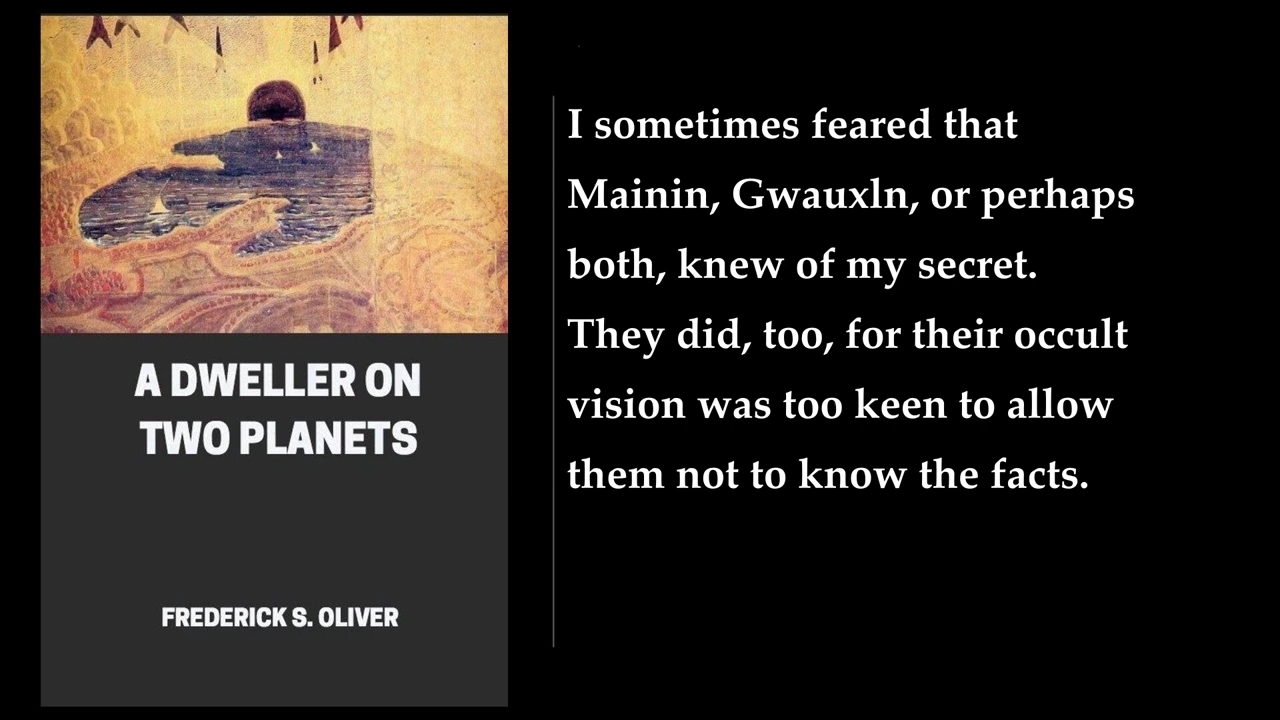 A DWELLER ON
TWO PLANETS
FREDERICK S. OLIVER
I sometimes feared that
Mainin, Gwauxln, or perhaps
both, knew of my secret.
They did, too, for their occult
vision was too keen to allow
them not to know the facts.